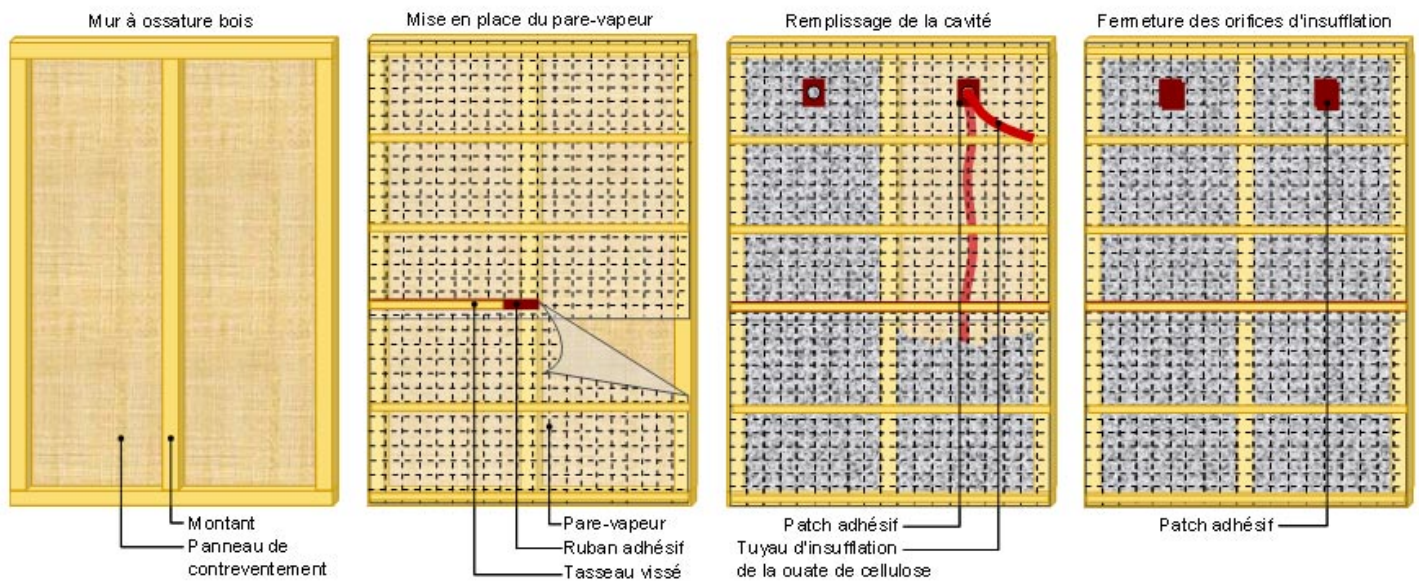 Mur à ossature bois
Mise en place du pare-vapeur
Remplissage de la cavité
Fermeture des orifices d'insufflation
Montant
Panneau de
contreventement
Pare-vapeur
Ruban adhésif
Tasseau vissé
Patch adhésif
Tuyau d'insufflation
de la ouate de cellulose
Patch adhésif